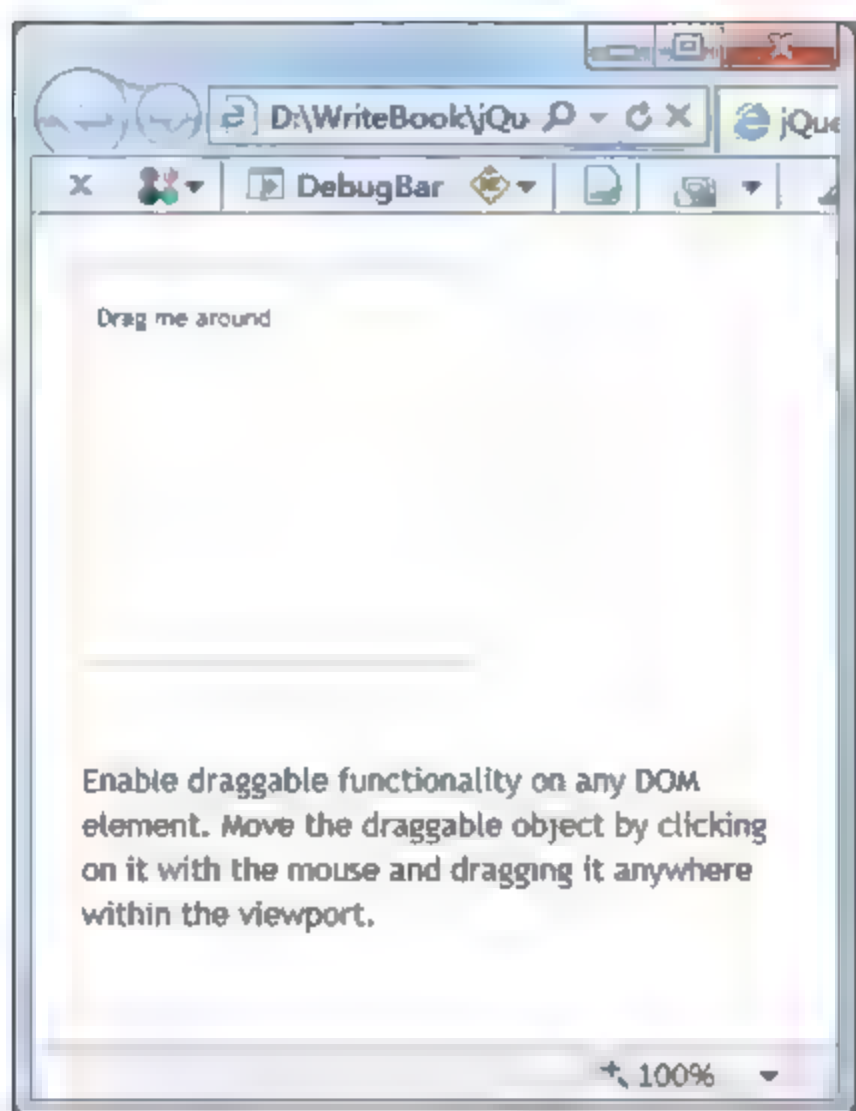 D:\WriteBook\jQu
jQue
DebugBar
Drag me around
Enable draggable functionality on any DOM
element. Move the draggable object by clicking
on it with the mouse and dragging it anywhere
within the viewport.
100%